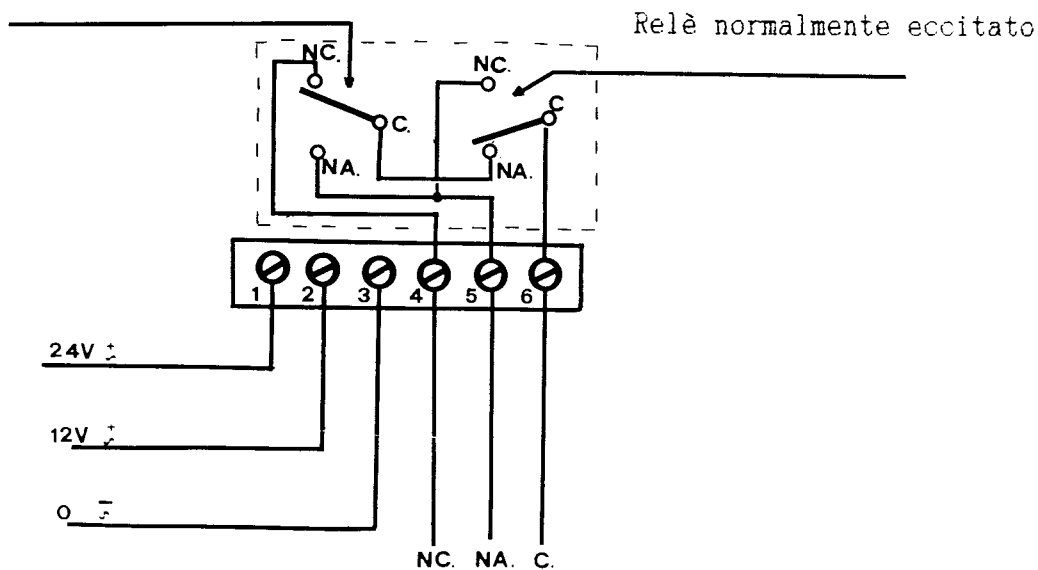 Relè normalmente eccitato
NC.
NC.
C
C.
NA.
NA.
1 2 3 4 5 6
24V + ~
12V + ~
0 - ~
NC. NA. C.